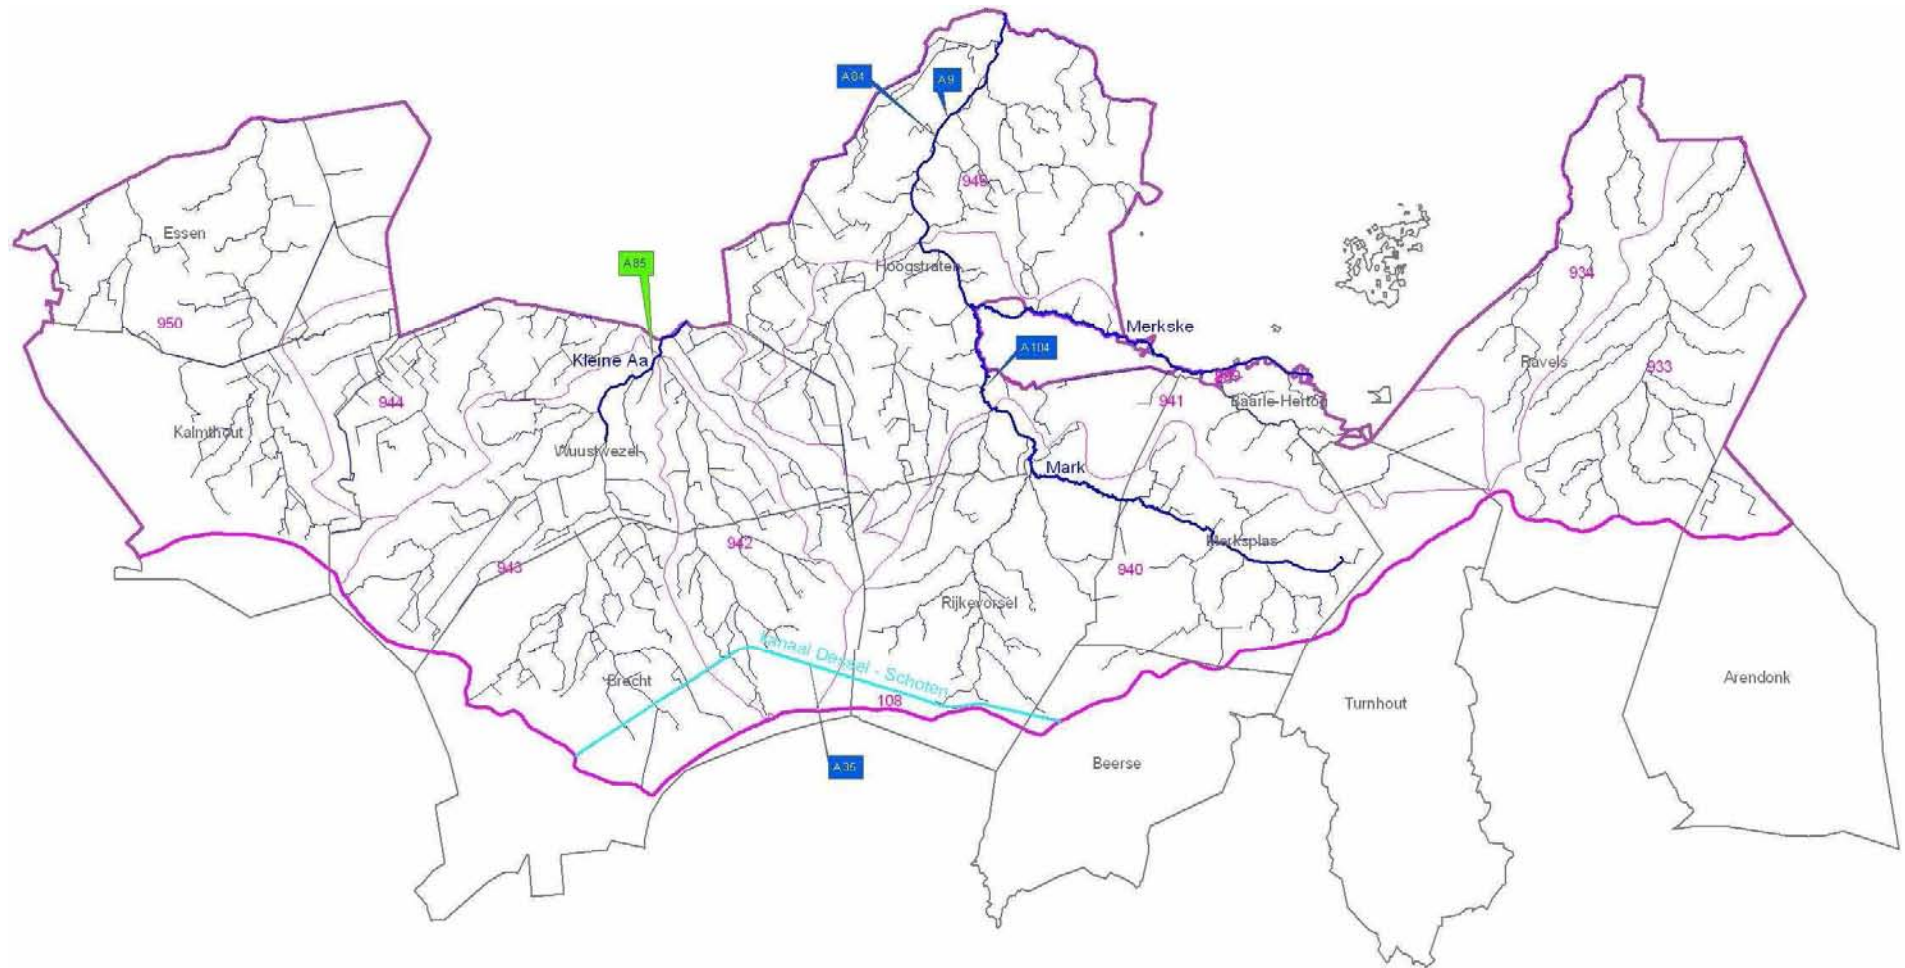 A84
A9
949
Essen
A85
Hoogstraten
934
950
Merkske
Kleine Aa
A104
Ravels
933
944
941
Baarle-Hertog
Kalmthout
Wuustwezel
Mark
942
Merksplas
943
940
Rijkevorsel
kanaal Dessel - Schoten
Brecht
108
Arendonk
Turnhout
Beerse
A35